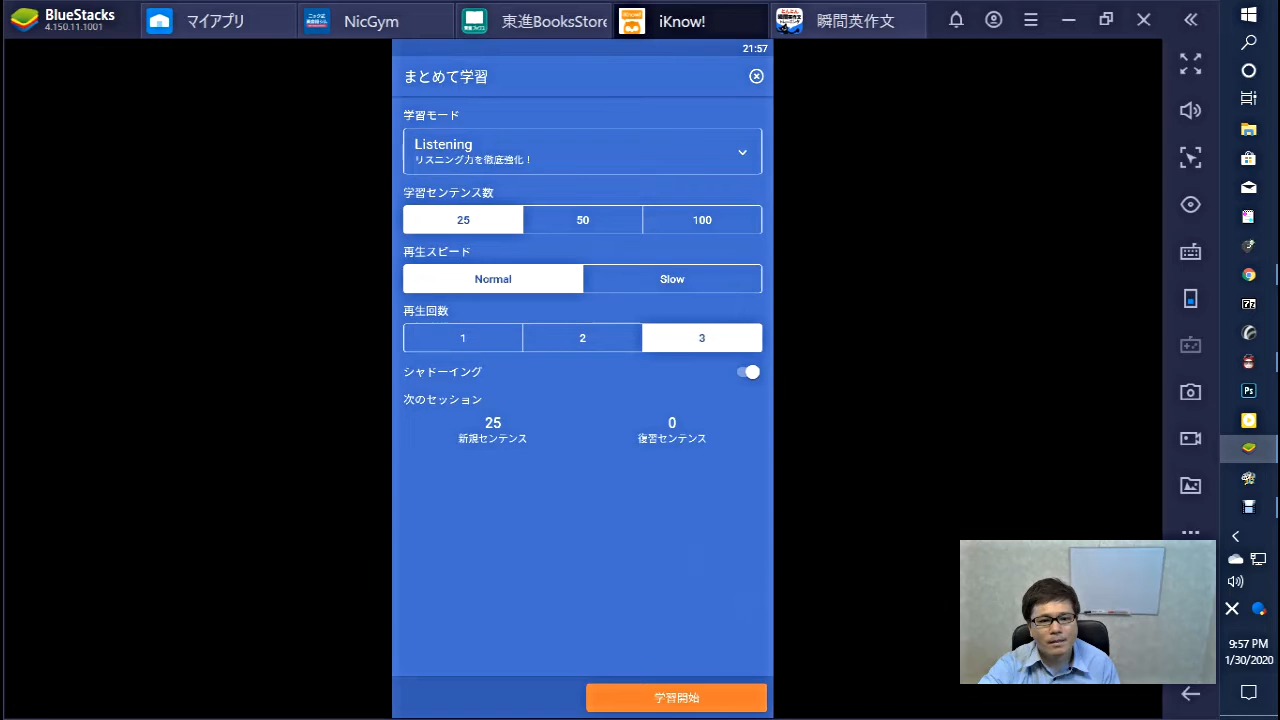 BlueStacks
4.150.11.1001
マイアプリ
NicGym
東進BooksStore
iKnow!
瞬間英作文
21:57
まとめて学習
学習モード
Listening
リスニング力を徹底強化！
学習センテンス数
25 50 100
再生スピード
Normal Slow
再生回数
1 2 3
シャドーイング
次のセッション
25 0
新規センテンス 復習センテンス
学習開始
9:57 PM
1/30/2020